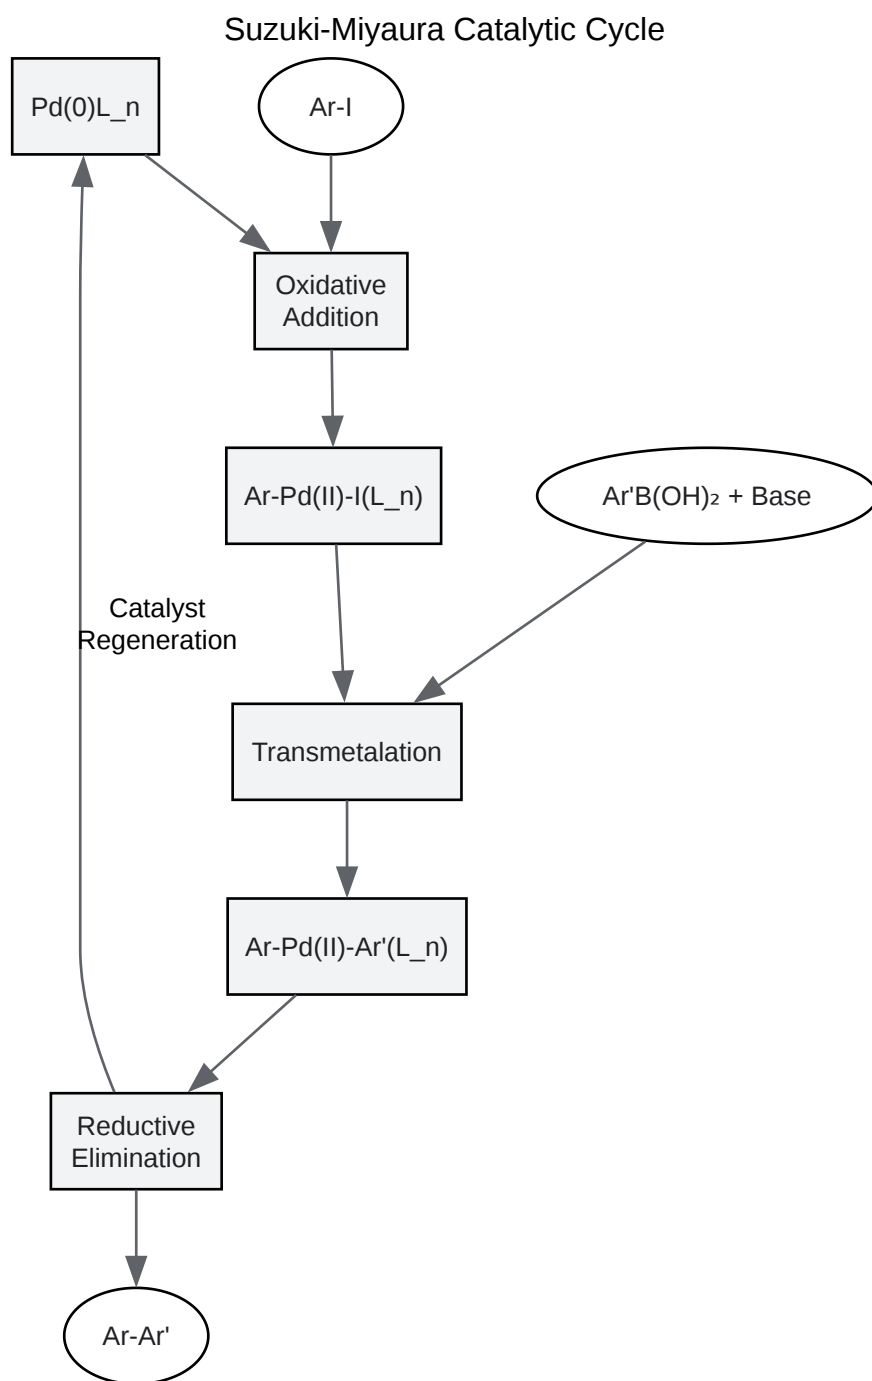 Suzuki-Miyaura Catalytic Cycle
Pd(0)L_n
Ar-I
Oxidative
Addition
Ar-Pd(II)-I(L_n)
Ar'B(OH)₂ + Base
Catalyst
Regeneration
Transmetalation
Ar-Pd(II)-Ar'(L_n)
Reductive
Elimination
Ar-Ar'